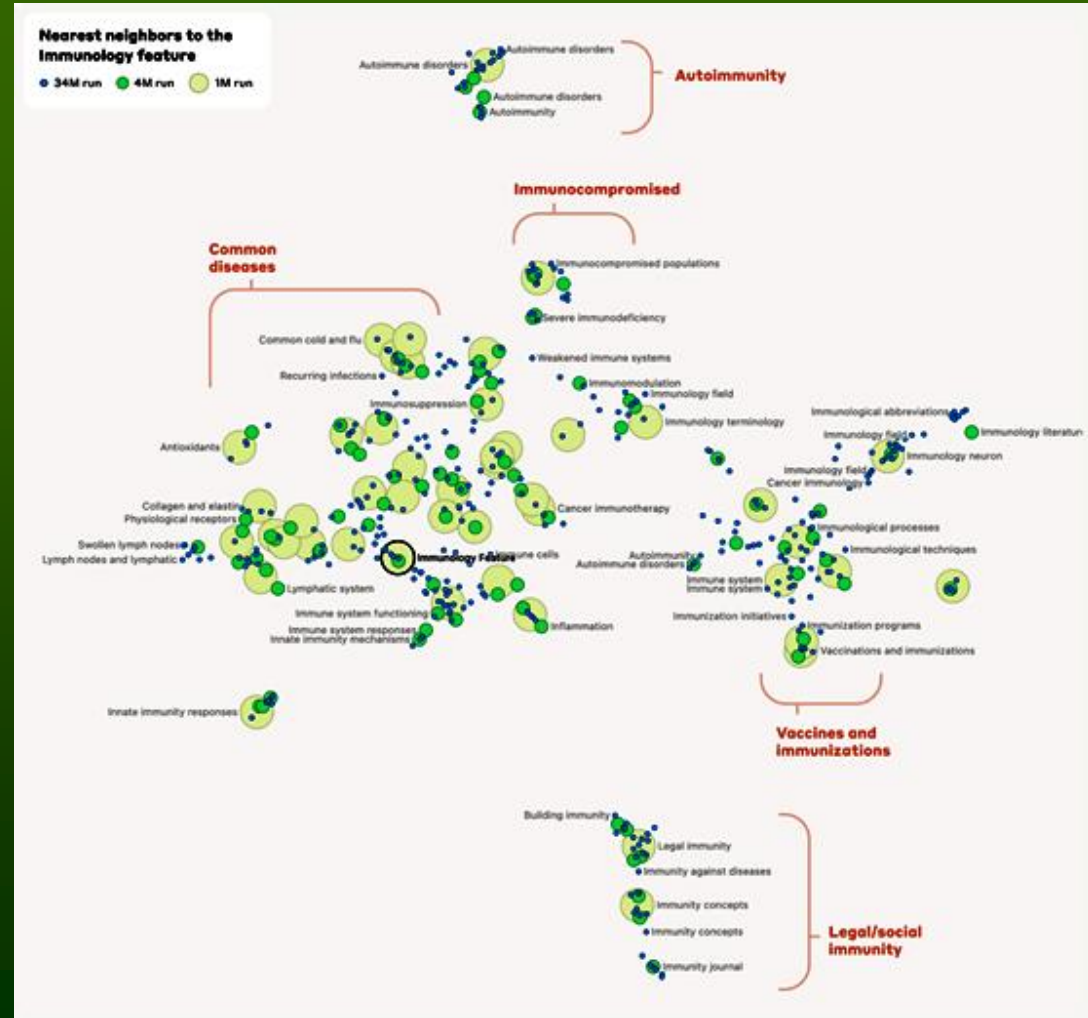 Nearest neighbors to the
Immunology feature
34M run 4M run 1M run
Autoimmune disorders
Autoimmune disorders
Autoimmune disorders
Autoimmunity
Autoimmunity
Immunocompromised
Common
diseases
Immunocompromised populations
Severe immunodeficiency
Common cold and flu
Weakened immune systems
Recurring infections
Immunomodulation
Immunology field
Immunosuppression
Immunology terminology
Immunological abbreviations
Immunology literatur
Immunology field
Antioxidants
Immunology neuron
Immunology field
Cancer immunology
Collagen and elastin
Cancer immunotherapy
Physiological receptors
Immunological processes
Swollen lymph nodes
Immunological techniques
Lymph nodes and lymphatic
Immunology Feature
cells
Autoimmunity
Autoimmune disorders
Immune system
Immune system
Lymphatic system
Immune system functioning
Immunization initiatives
Immunization programs
Inflammation
Immune system responses
Innate immunity mechanisms
Vaccinations and immunizations
Innate immunity responses
Vaccines and
immunizations
Building immunity
Legal immunity
Immunity against diseases
Immunity concepts
Immunity concepts
Legal/social
immunity
Immunity journal